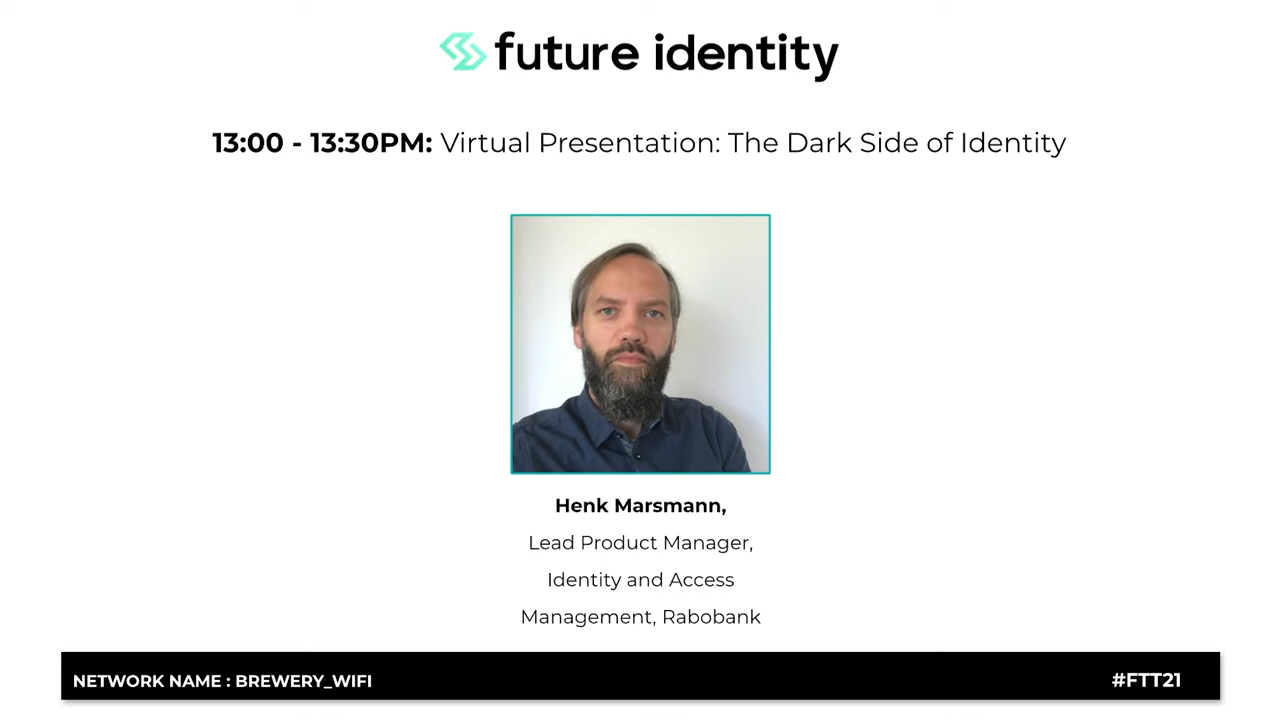 future identity
13:00 - 13:30PM: Virtual Presentation: The Dark Side of Identity
Henk Marsmann,
Lead Product Manager,
Identity and Access
Management, Rabobank
NETWORK NAME : BREWERY_WIFI
#FTT21